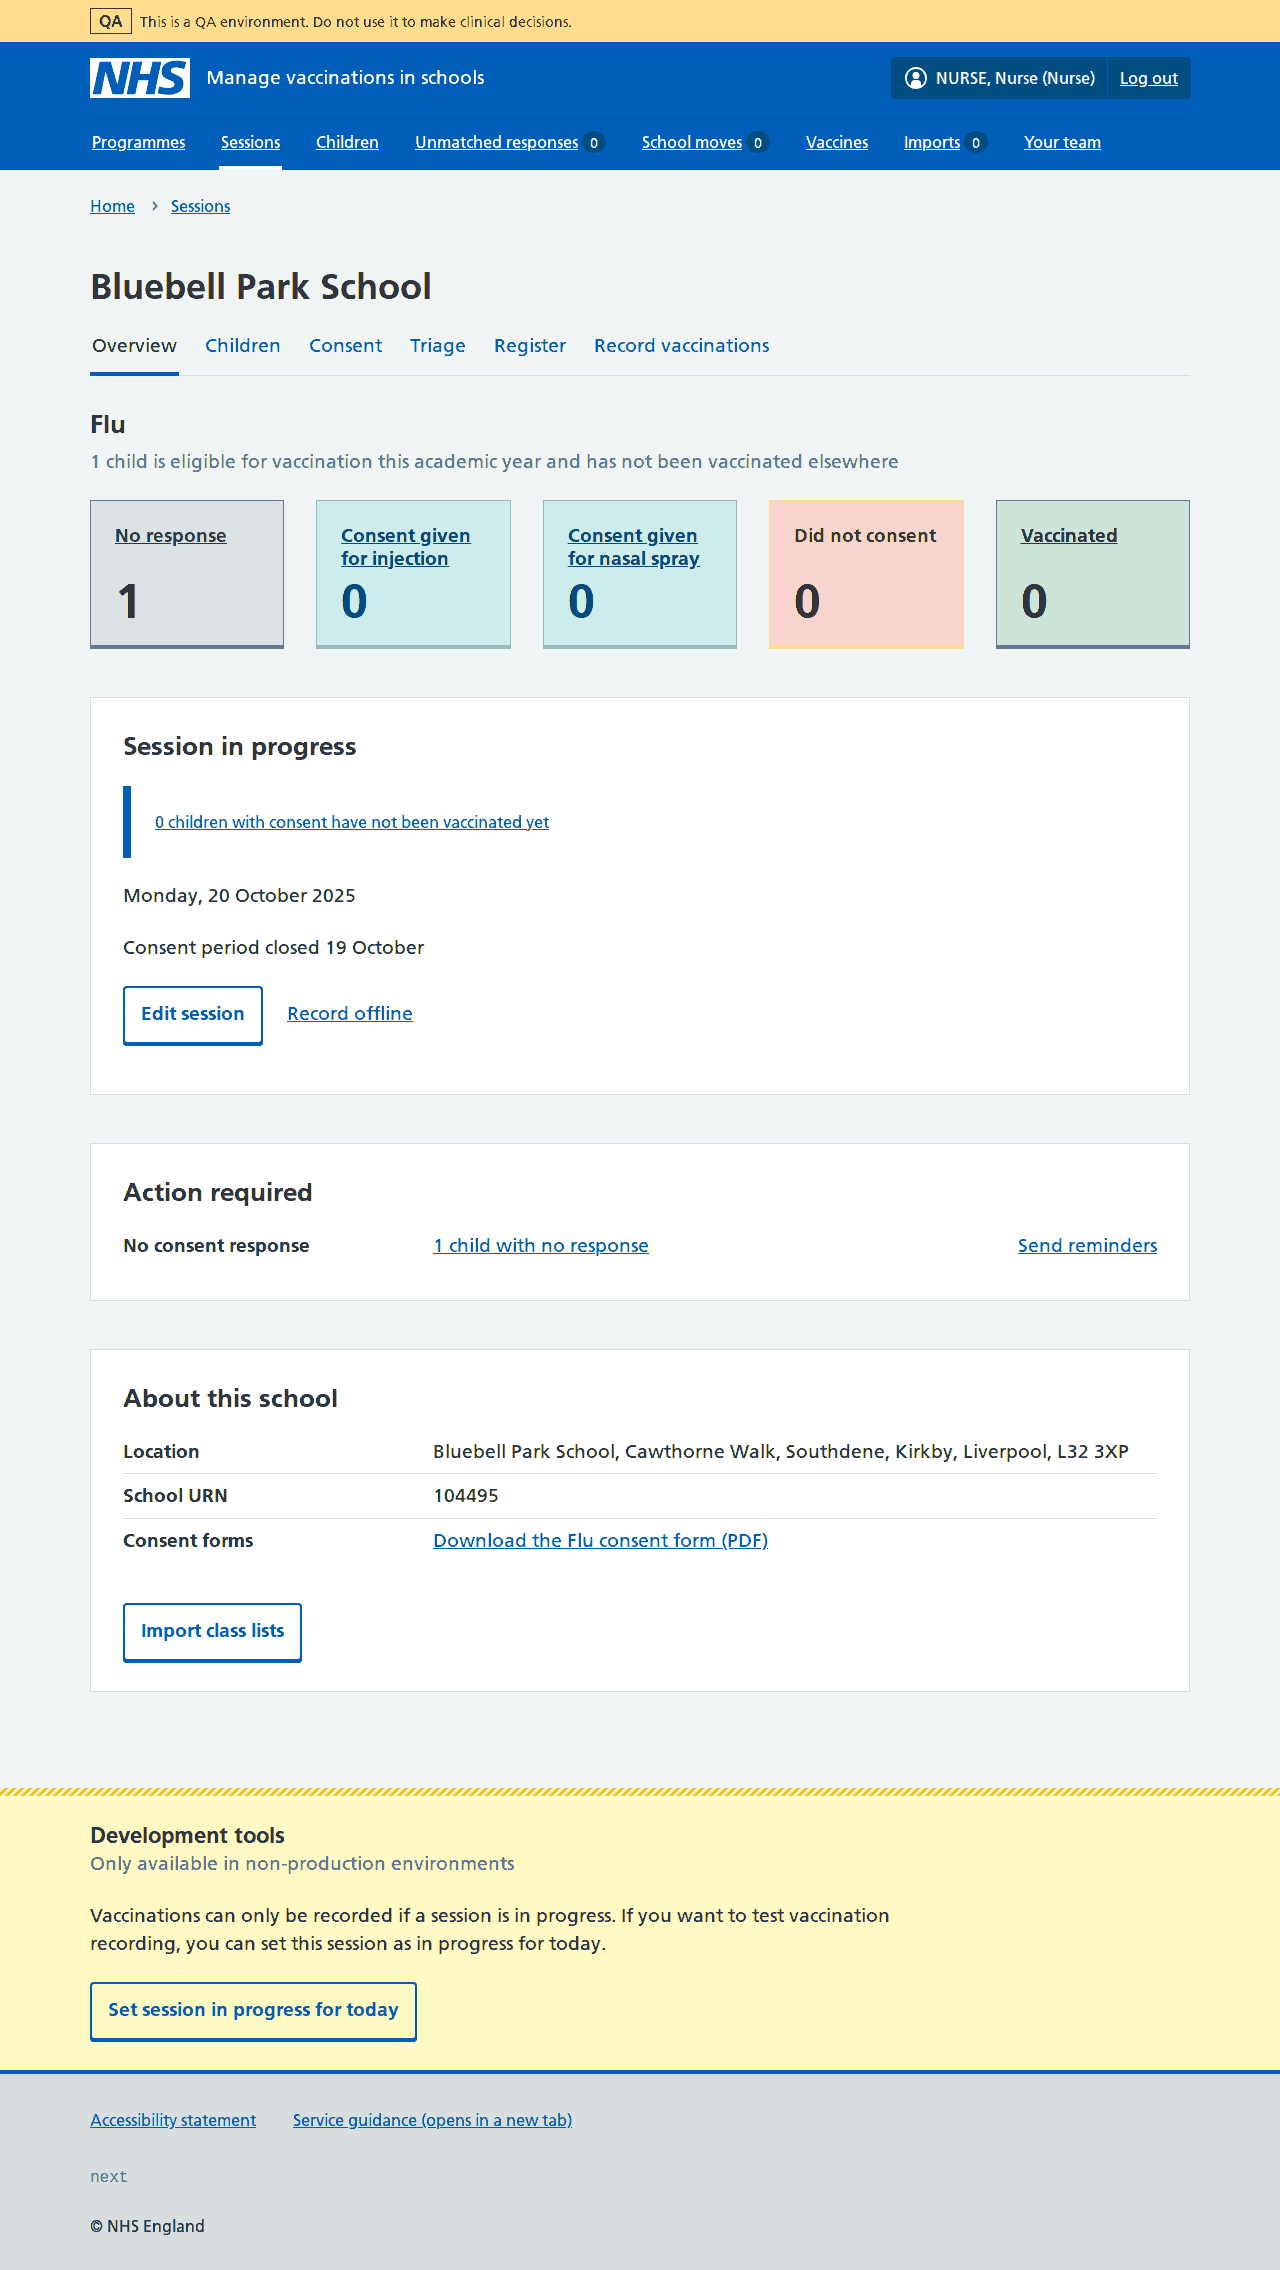 QA This is a QA environment. Do not use it to make clinical decisions.
NHS Manage vaccinations in schools NURSE, Nurse (Nurse) Log out
Programmes Sessions Children Unmatched responses 0 School moves 0 Vaccines Imports 0 Your team
Home Sessions
Bluebell Park School
Overview Children Consent Triage Register Record vaccinations
Flu
1 child is eligible for vaccination this academic year and has not been vaccinated elsewhere
No response
1
Consent given
for injection
0
Consent given
for nasal spray
0
Did not consent
0
Vaccinated
0
Session in progress
0 children with consent have not been vaccinated yet
Monday, 20 October 2025
Consent period closed 19 October
Edit session Record offline
Action required
No consent response 1 child with no response Send reminders
About this school
Location Bluebell Park School, Cawthorne Walk, Southdene, Kirkby, Liverpool, L32 3XP
School URN 104495
Consent forms Download the Flu consent form (PDF)
Import class lists
Development tools
Only available in non-production environments
Vaccinations can only be recorded if a session is in progress. If you want to test vaccination
recording, you can set this session as in progress for today.
Set session in progress for today
Accessibility statement Service guidance (opens in a new tab)
next
© NHS England